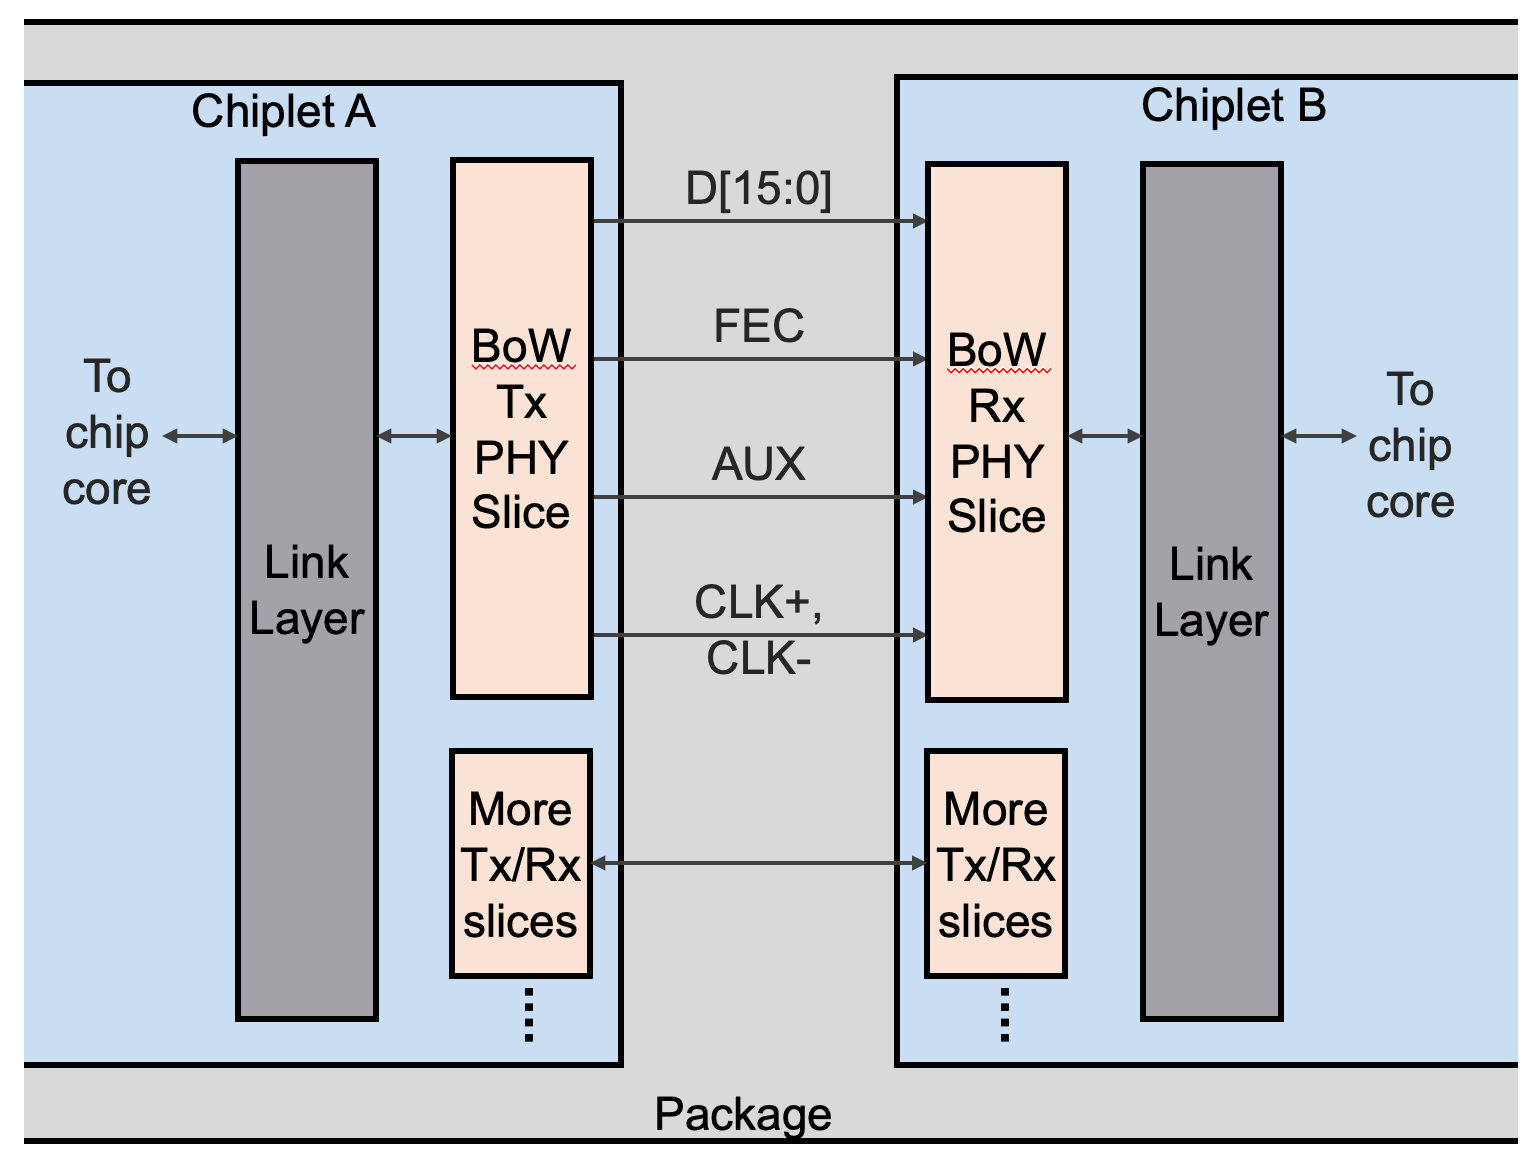 Chiplet A
Chiplet B
To
chip
core
Link
Layer
BoW
Tx
PHY
Slice
D[15:0]
FEC
AUX
CLK+,
CLK-
BoW
Rx
PHY
Slice
Link
Layer
To
chip
core
More
Tx/Rx
slices
More
Tx/Rx
slices
Package